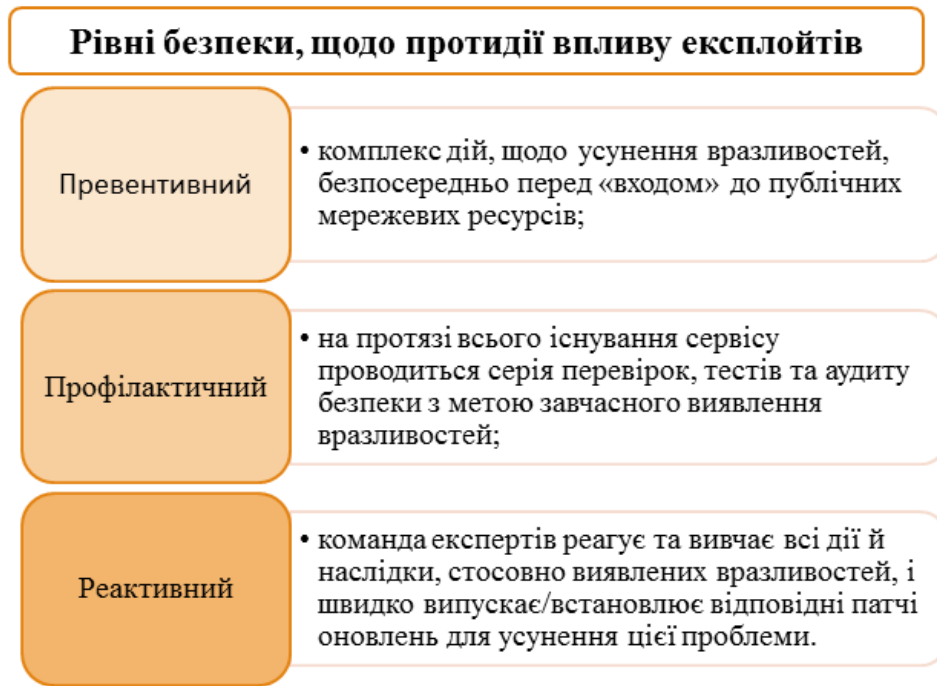 Рівні безпеки, щодо протидії впливу експлойтів
Превентивний
• комплекс дій, щодо усунення вразливостей,
безпосередньо перед «входом» до публічних
мережевих ресурсів;
Профілактичний
• на протязі всього існування сервісу
проводиться серія перевірок, тестів та аудиту
безпеки з метою завчасного виявлення
вразливостей;
Реактивний
• команда експертів реагує та вивчає всі дії й
наслідки, стосовно виявлених вразливостей, і
швидко випускає/встановлює відповідні патчі
оновлень для усунення цієї проблеми.